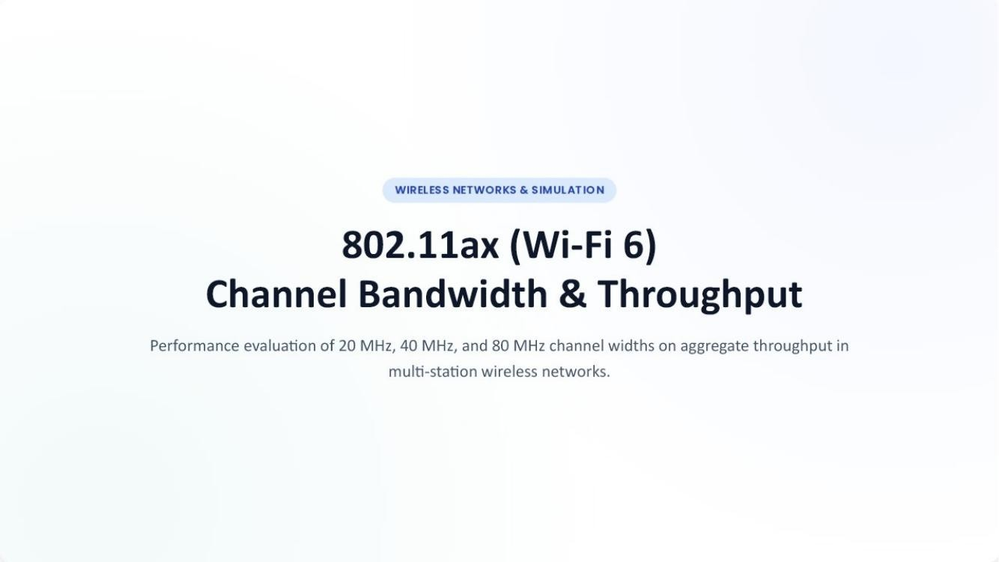 WIRELESS NETWORKS & SIMULATION
802.11ax (Wi-Fi 6)
Channel Bandwidth & Throughput
Performance evaluation of 20 MHz, 40 MHz, and 80 MHz channel widths on aggregate throughput in
multi-station wireless networks.